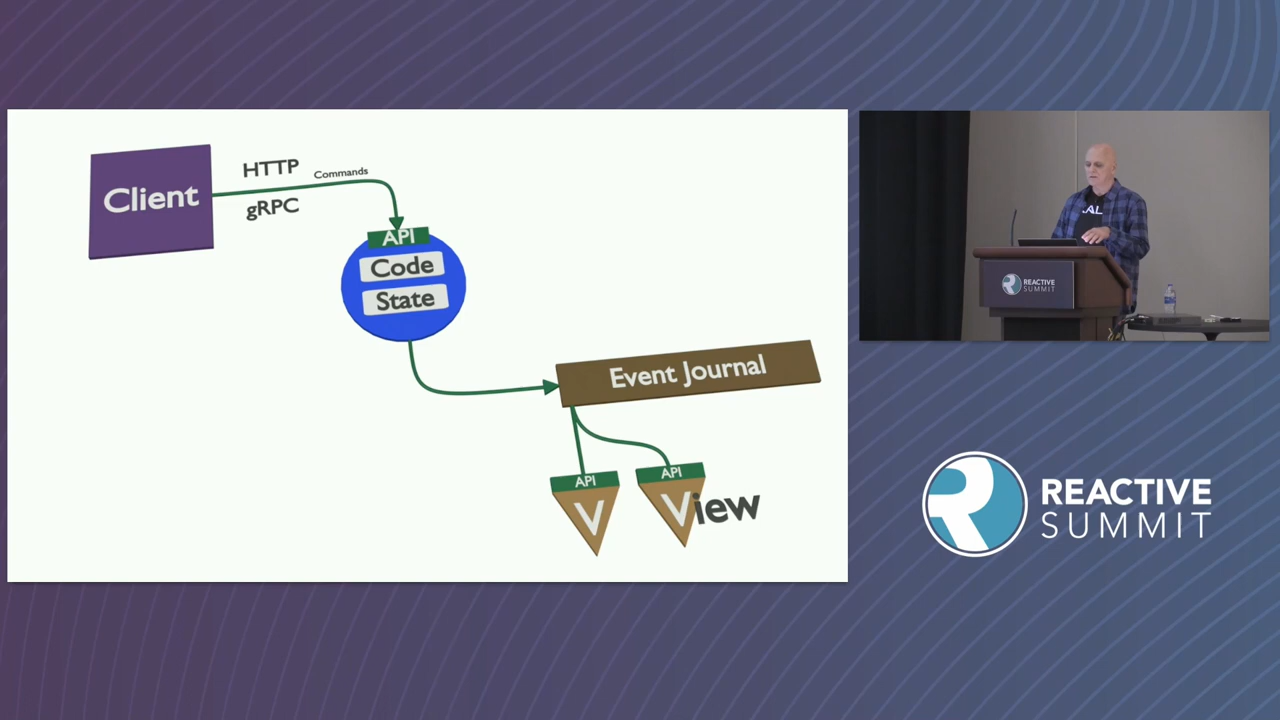 Client
HTTP
Commands
gRPC
API
Code
State
Event Journal
API
V
API
View
REACTIVE
SUMMIT
REACTIVE
SUMMIT